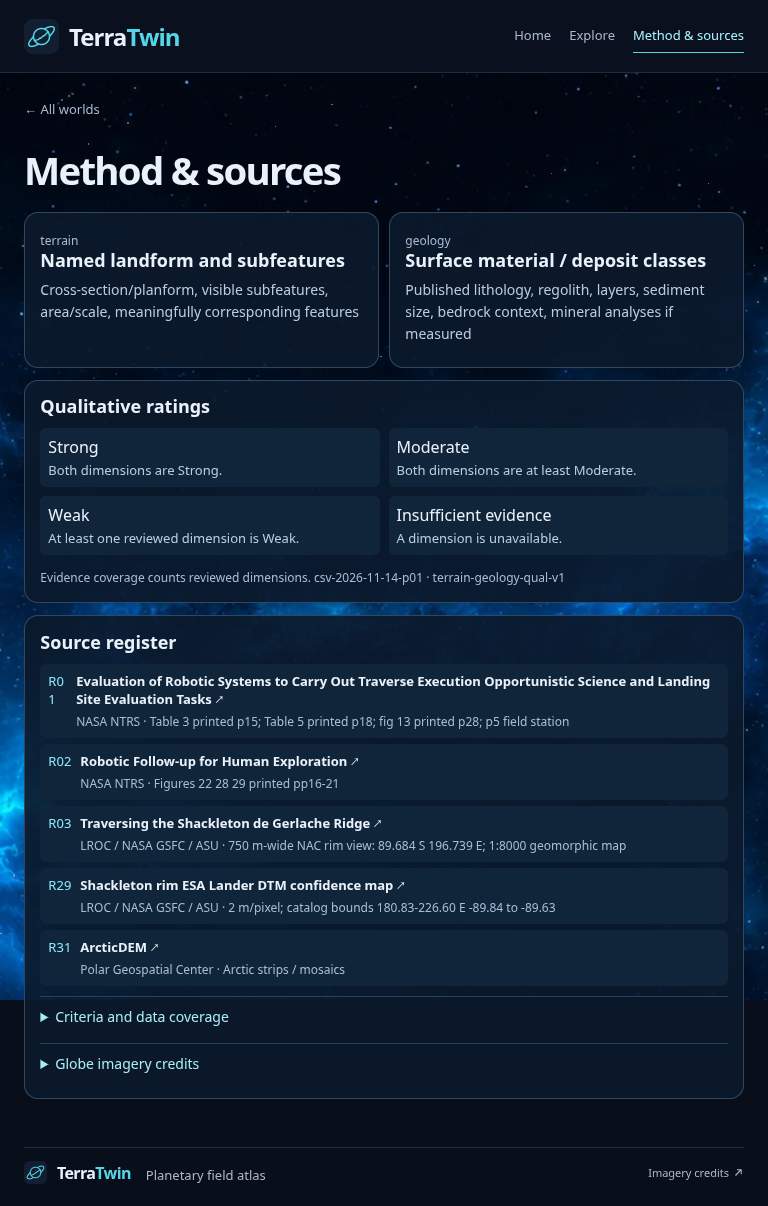 TerraTwin
Home
Explore
Method & sources
← All worlds
Method & sources
terrain
Named landform and subfeatures
Cross-section/planform, visible subfeatures,
area/scale, meaningfully corresponding features
geology
Surface material / deposit classes
Published lithology, regolith, layers, sediment
size, bedrock context, mineral analyses if
measured
Qualitative ratings
Strong
Both dimensions are Strong.
Moderate
Both dimensions are at least Moderate.
Weak
At least one reviewed dimension is Weak.
Insufficient evidence
A dimension is unavailable.
Evidence coverage counts reviewed dimensions. csv-2026-11-14-p01 · terrain-geology-qual-v1
Source register
R0
1
Evaluation of Robotic Systems to Carry Out Traverse Execution Opportunistic Science and Landing
Site Evaluation Tasks ↗
NASA NTRS · Table 3 printed p15; Table 5 printed p18; fig 13 printed p28; p5 field station
R02 Robotic Follow-up for Human Exploration ↗
NASA NTRS · Figures 22 28 29 printed pp16-21
R03 Traversing the Shackleton de Gerlache Ridge ↗
LROC / NASA GSFC / ASU · 750 m-wide NAC rim view: 89.684 S 196.739 E; 1:8000 geomorphic map
R29 Shackleton rim ESA Lander DTM confidence map ↗
LROC / NASA GSFC / ASU · 2 m/pixel; catalog bounds 180.83-226.60 E -89.84 to -89.63
R31 ArcticDEM ↗
Polar Geospatial Center · Arctic strips / mosaics
▶ Criteria and data coverage
▶ Globe imagery credits
TerraTwin Planetary field atlas
Imagery credits ↗